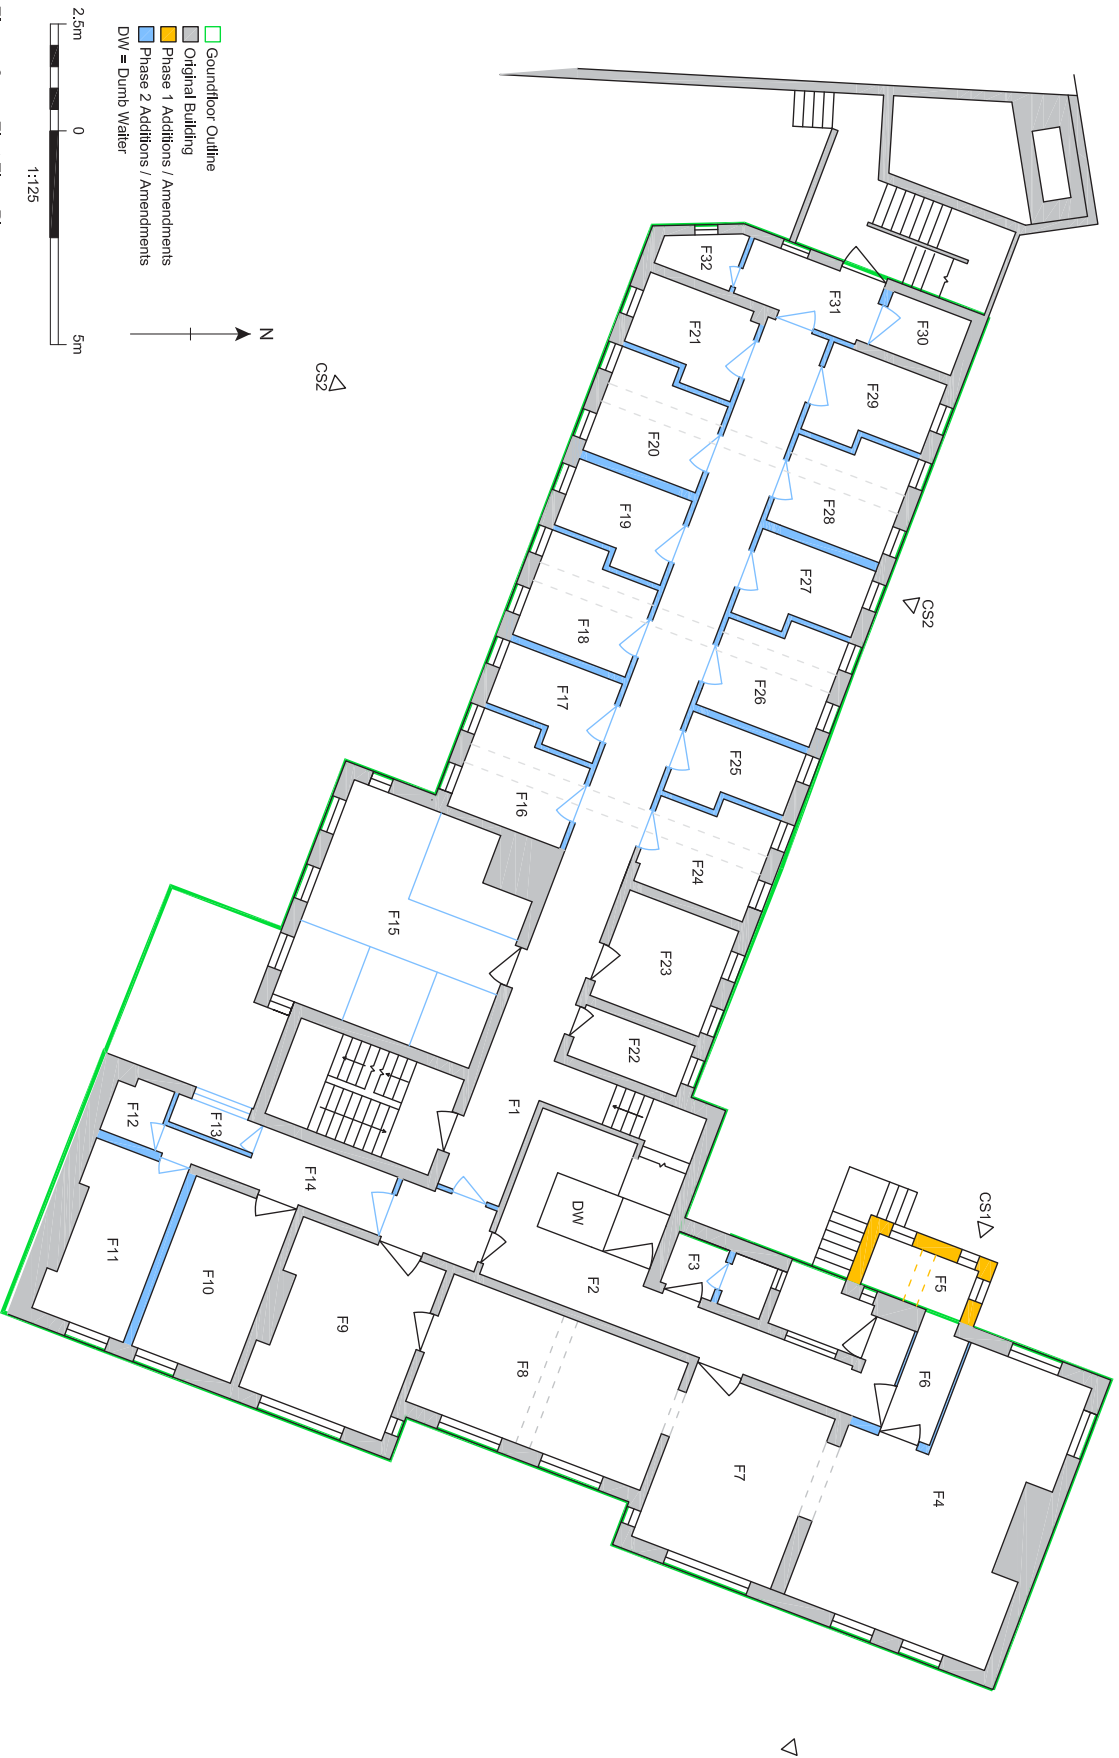 Goundfloor Outline
Original Building
Phase 1 Additions / Amendments
Phase 2 Additions / Amendments
DW = Dumb Waiter
2.5m
0
5m
1:125
N
CS2
CS2
CS1
F32
F31
F30
F21
F29
F20
F28
F19
F27
F18
F26
F17
F25
F16
F24
F15
F23
F22
F1
F13
F12
F14
DW
F11
F10
F9
F2
F3
F5
F8
F6
F7
F4